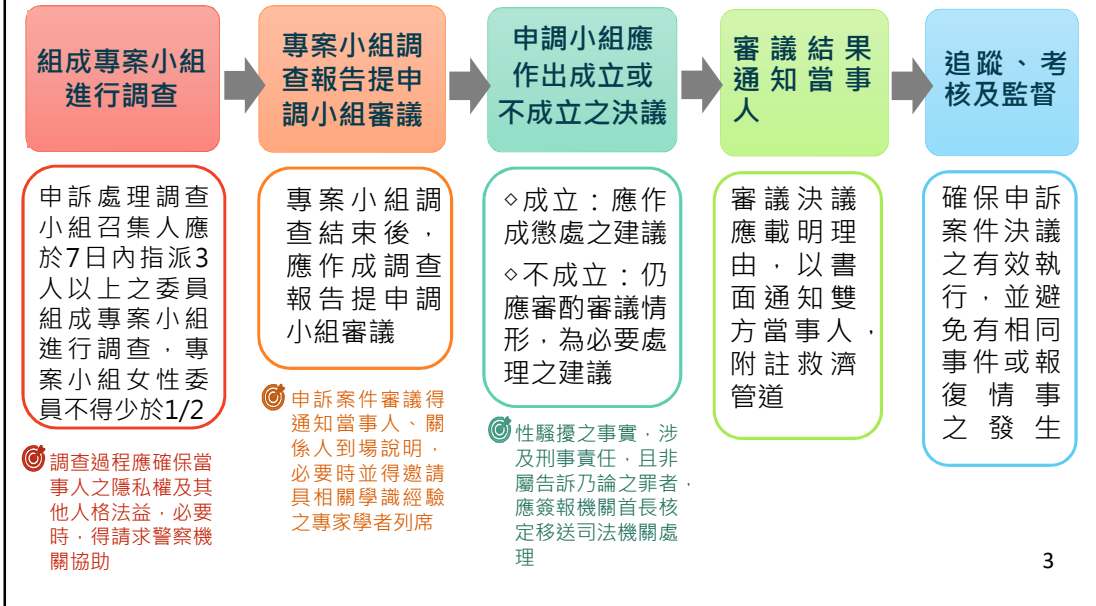 組成專案小組
進行調查
專案小組調
查報告提申
調小組審議
申調小組應
作出成立或
不成立之決議
審議結果
通知當事
人
追蹤、考
核及監督
申訴處理調查
小組召集人應
於7日內指派3
人以上之委員
組成專案小組
進行調查，專
案小組女性委
員不得少於1/2
專案小組調
查結束後，
應作成調查
報告提申調
小組審議
◇成立：應作
成懲處之建議
◇不成立：仍
應審酌審議情
形，為必要處
理之建議
審議決議
應載明理
由，以書
面通知雙
方當事人，
附註救濟
管道
確保申訴
案件決議
之有效執
行，並避
免有相同
事件或報
復情事
之發生
調查過程應確保當
事人之隱私權及其
他人格法益，必要
時，得請求警察機
關協助
申訴案件審議得
通知當事人、關
係人到場說明，
必要時並得邀請
具相關學識經驗
之專家學者列席
性騷擾之事實，涉
及刑事責任，且非
屬告訴乃論之罪者，
應簽報機關首長核
定移送司法機關處
理
3